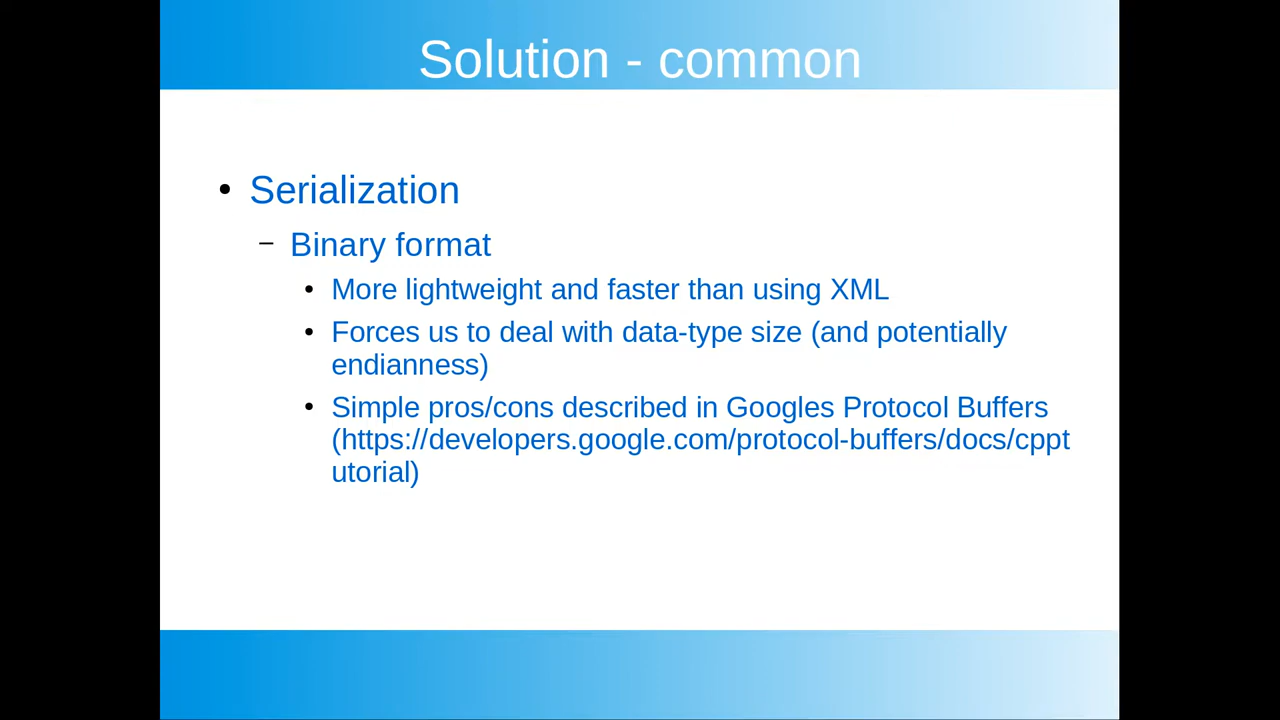 Solution - common
• Serialization
– Binary format
• More lightweight and faster than using XML
• Forces us to deal with data-type size (and potentially
endianness)
• Simple pros/cons described in Googles Protocol Buffers
(https://developers.google.com/protocol-buffers/docs/cppt
utorial)